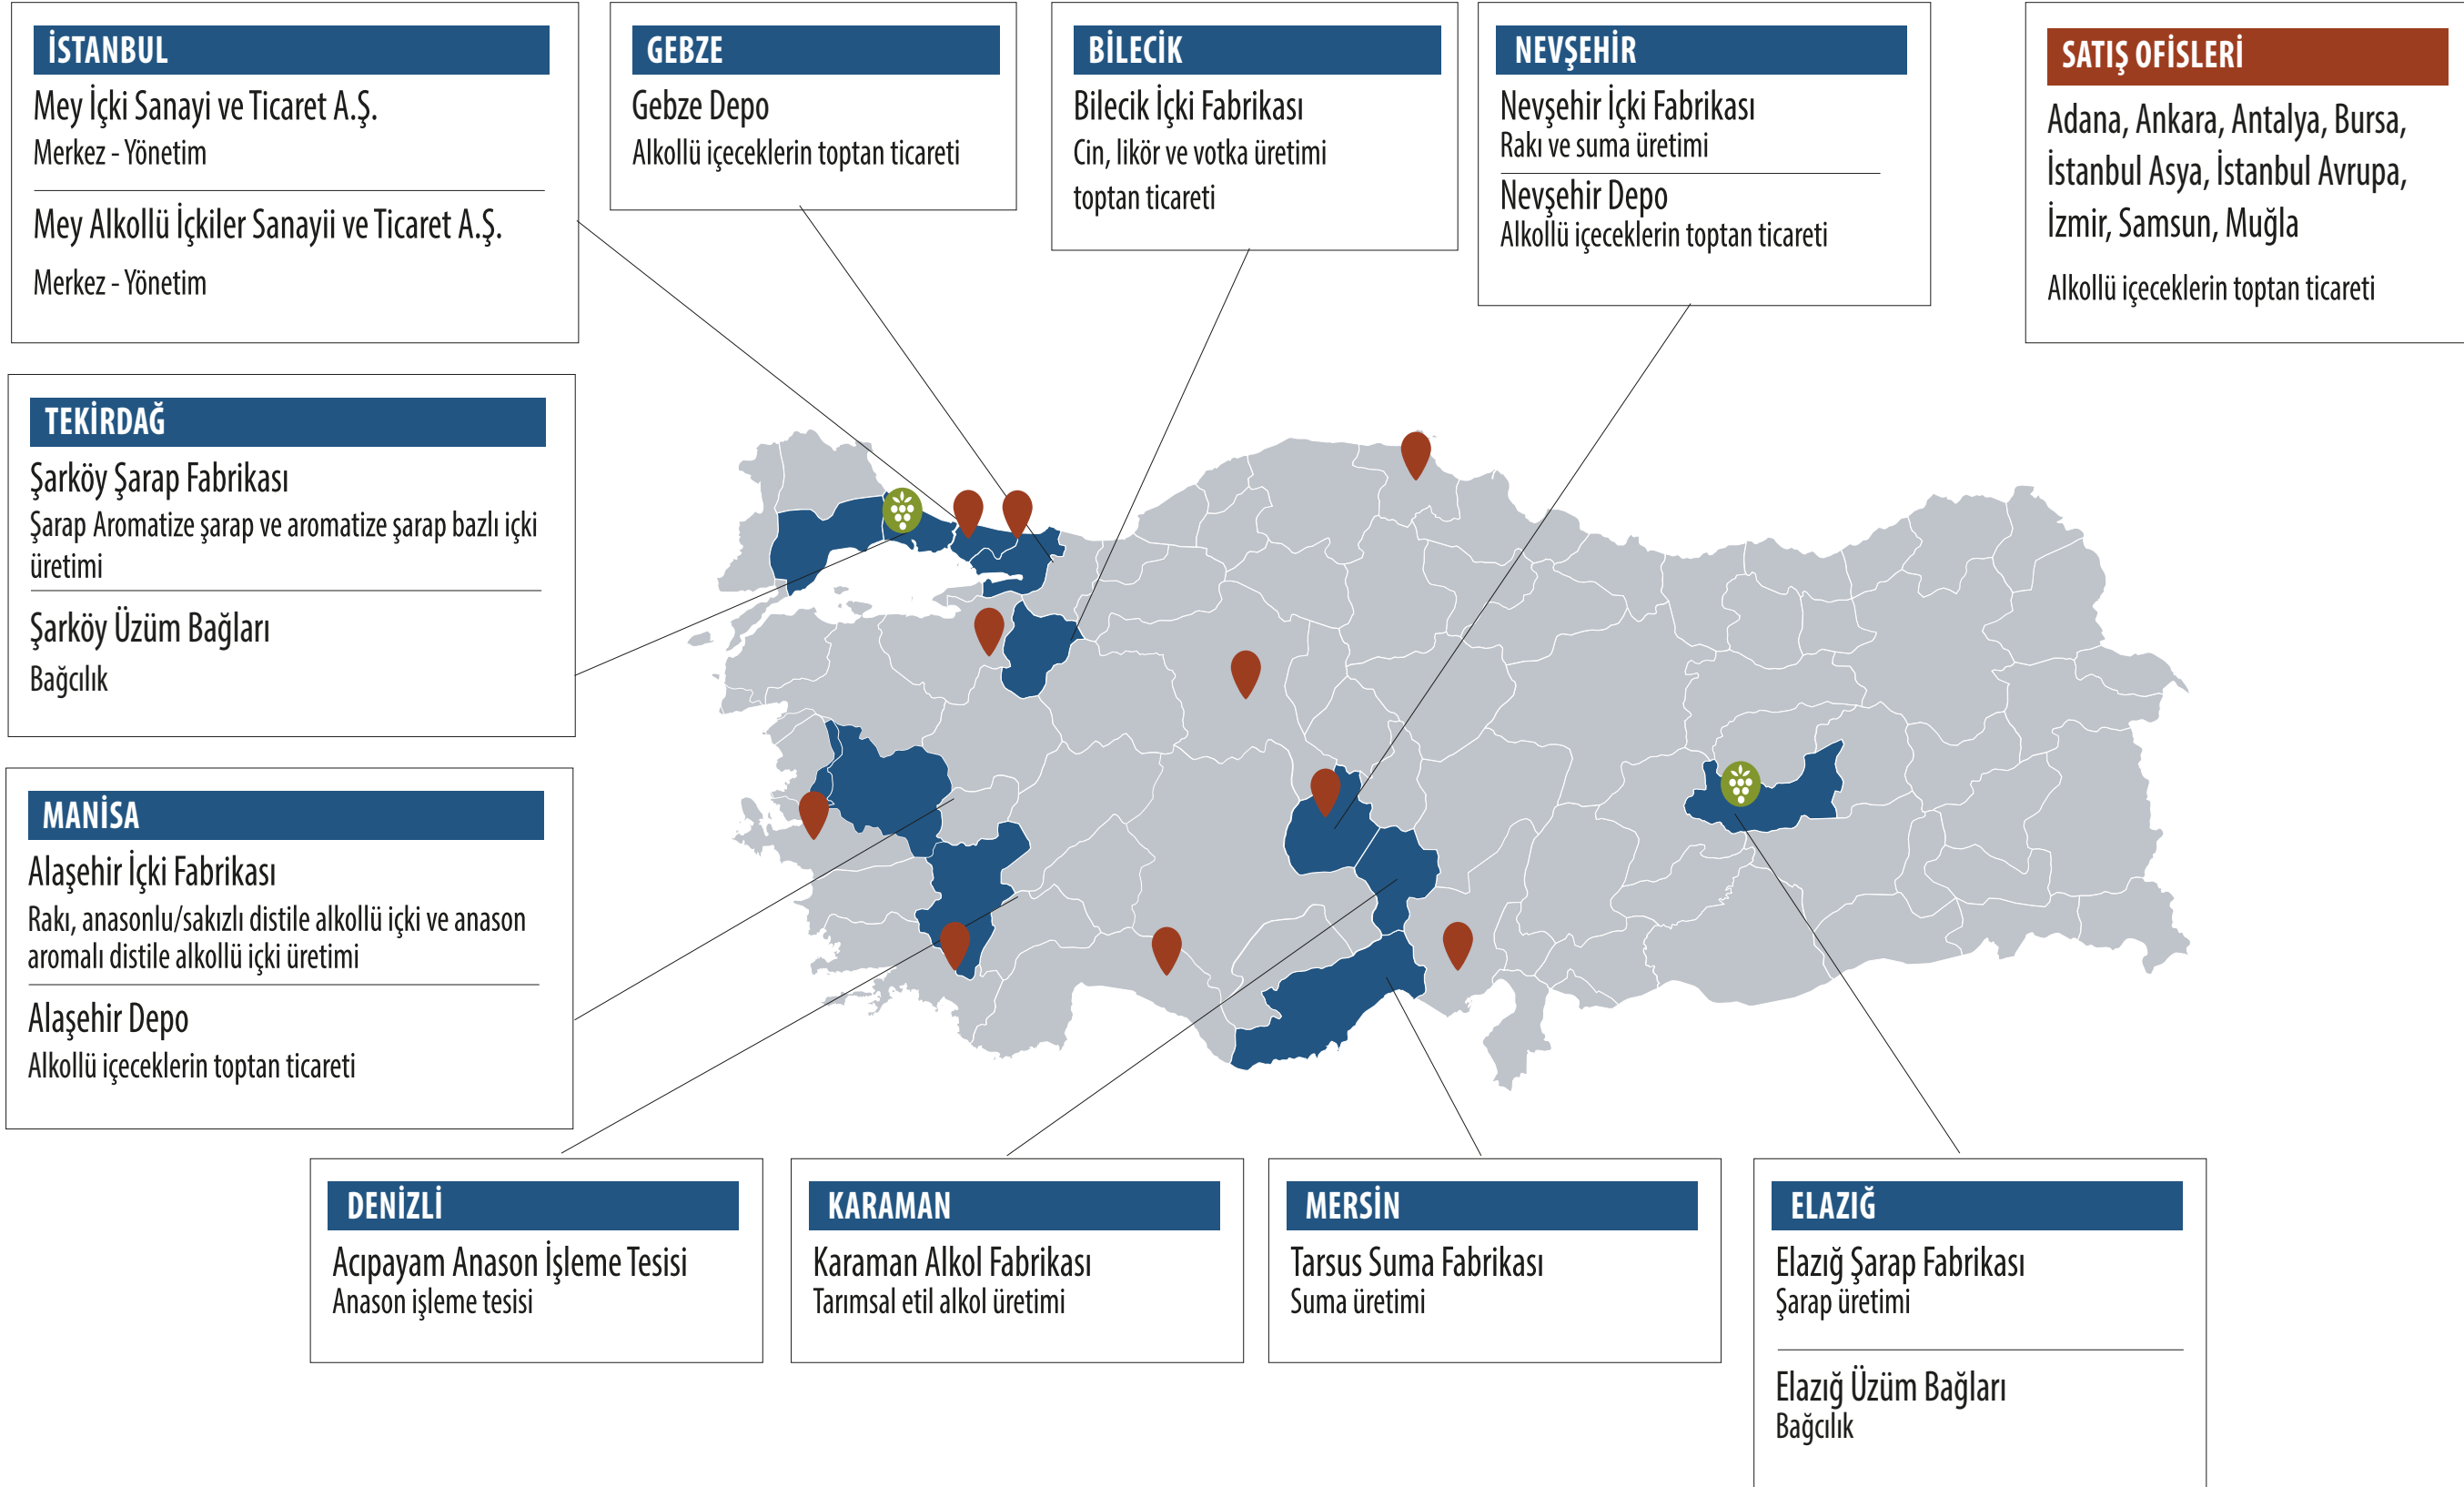 İSTANBUL
Mey İçki Sanayi ve Ticaret A.Ş.
Merkez - Yönetim
Mey Alkollü İçkiler Sanayii ve Ticaret A.Ş.
Merkez - Yönetim
GEBZE
Gebze Depo
Alkollü içeceklerin toptan ticareti
BİLECİK
Bilecik İçki Fabrikası
Cin, likör ve votka üretimi
toptan ticareti
NEVŞEHİR
Nevşehir İçki Fabrikası
Rakı ve suma üretimi
Nevşehir Depo
Alkollü içeceklerin toptan ticareti
SATIŞ OFİSLERİ
Adana, Ankara, Antalya, Bursa,
İstanbul Asya, İstanbul Avrupa,
İzmir, Samsun, Muğla
Alkollü içeceklerin toptan ticareti
TEKİRDAĞ
Şarköy Şarap Fabrikası
Şarap Aromatize şarap ve aromatize şarap bazlı içki
üretimi
Şarköy Üzüm Bağları
Bağcılık
MANİSA
Alaşehir İçki Fabrikası
Rakı, anasonlu/sakızlı distile alkollü içki ve anason
aromalı distile alkollü içki üretimi
Alaşehir Depo
Alkollü içeceklerin toptan ticareti
DENİZLİ
Acıpayam Anason İşleme Tesisi
Anason işleme tesisi
KARAMAN
Karaman Alkol Fabrikası
Tarımsal etil alkol üretimi
MERSİN
Tarsus Suma Fabrikası
Suma üretimi
ELAZIĞ
Elazığ Şarap Fabrikası
Şarap üretimi
Elazığ Üzüm Bağları
Bağcılık